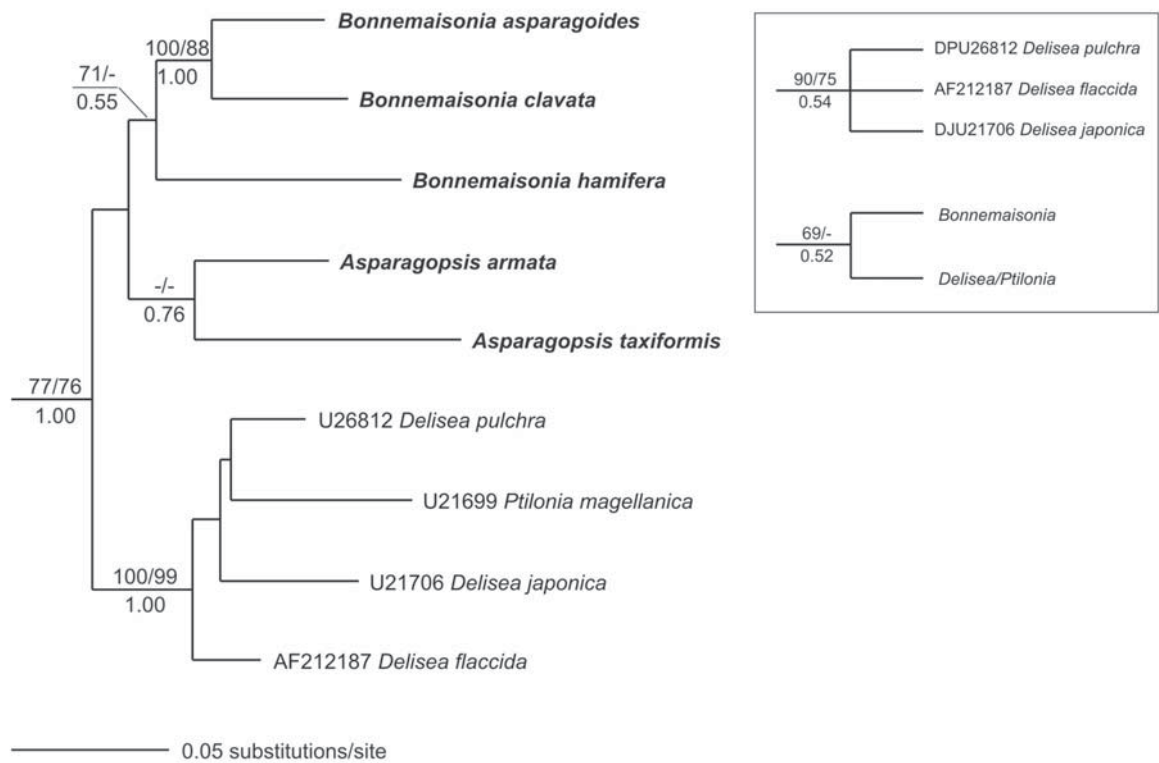 Bonnemaisonia asparagoides
100/88
1.00
71/-
0.55
Bonnemaisonia clavata
Bonnemaisonia hamifera
Asparagopsis armata
-/-
0.76
Asparagopsis taxiformis
77/76
1.00
U26812 Delisea pulchra
U21699 Ptilonia magellanica
U21706 Delisea japonica
100/99
1.00
AF212187 Delisea flaccida
0.05 substitutions/site
DPU26812 Delisea pulchra
90/75
0.54
AF212187 Delisea flaccida
DJU21706 Delisea japonica
Bonnemaisonia
69/-
0.52
Delisea/Ptilonia